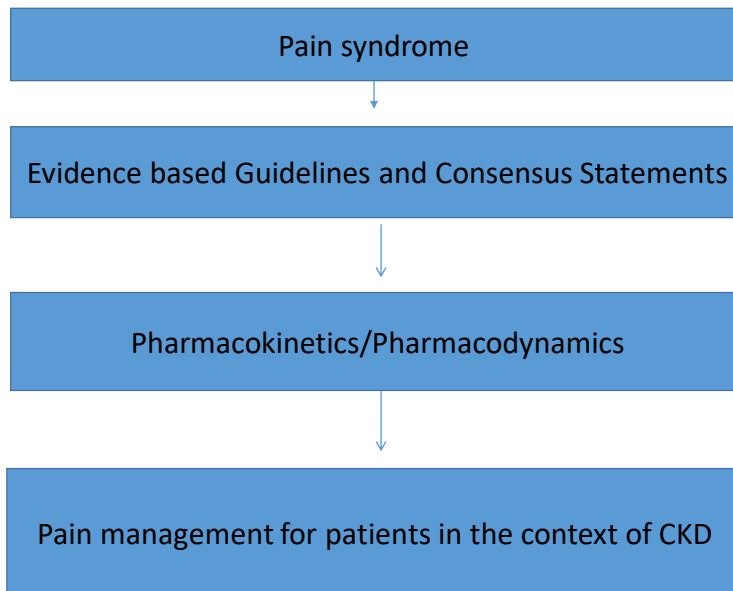 Pain syndrome
Evidence based Guidelines and Consensus Statements
Pharmacokinetics/Pharmacodynamics
Pain management for patients in the context of CKD